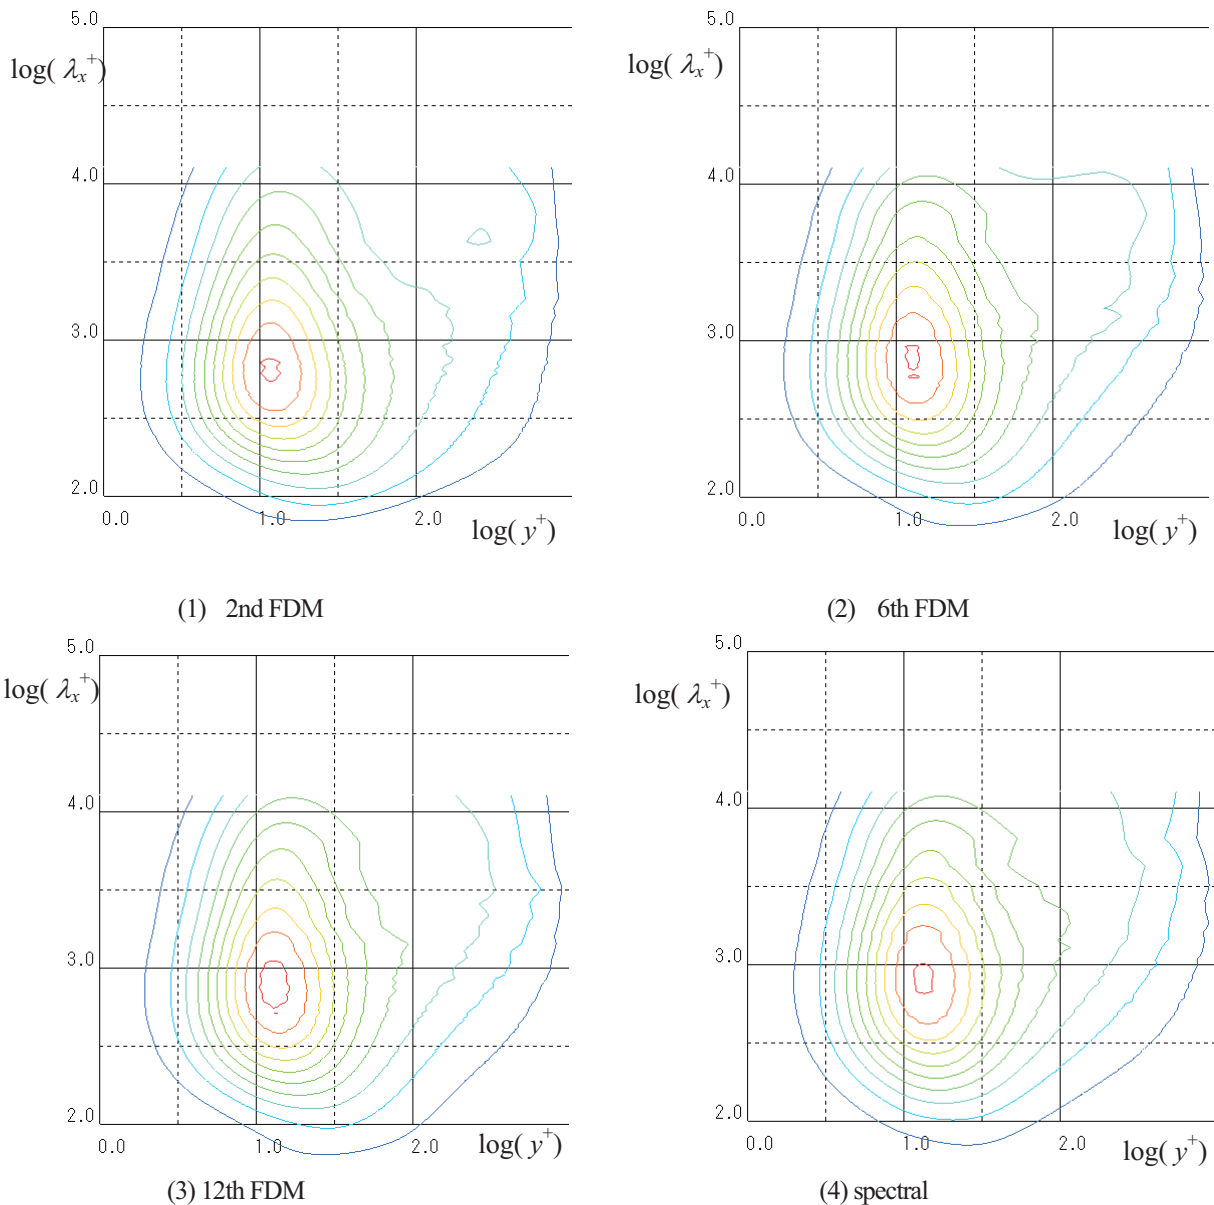 5.0
log( λx+)
4.0
3.0
2.0
0.0 1.0 2.0
log( y+)
(1) 2nd FDM
5.0
log( λx+)
4.0
3.0
2.0
0.0 1.0 2.0
log( y+)
(2) 6th FDM
5.0
log( λx+)
4.0
3.0
2.0
0.0 1.0 2.0
log( y+)
(3) 12th FDM
5.0
log( λx+)
4.0
3.0
2.0
0.0 1.0 2.0
log( y+)
(4) spectral